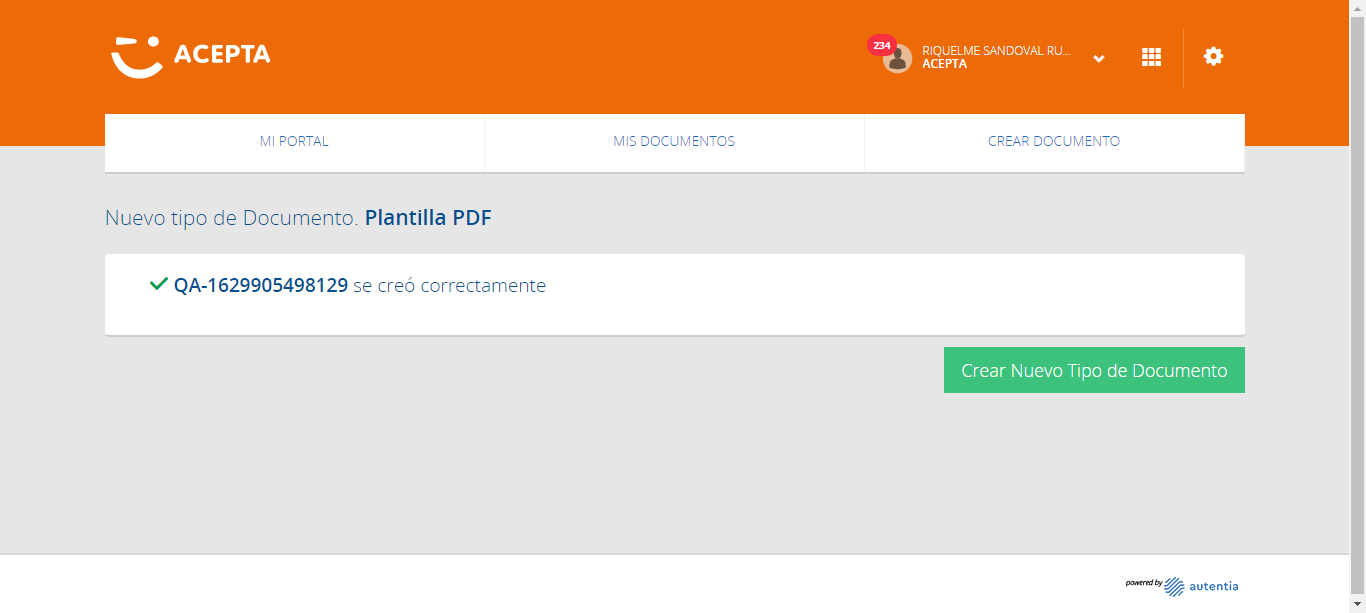 ACEPTA
234
RIQUELME SANDOVAL RU...
ACEPTA
MI PORTAL
MIS DOCUMENTOS
CREAR DOCUMENTO
Nuevo tipo de Documento. Plantilla PDF
QA-1629905498129 se creó correctamente
Crear Nuevo Tipo de Documento
powered by autentia